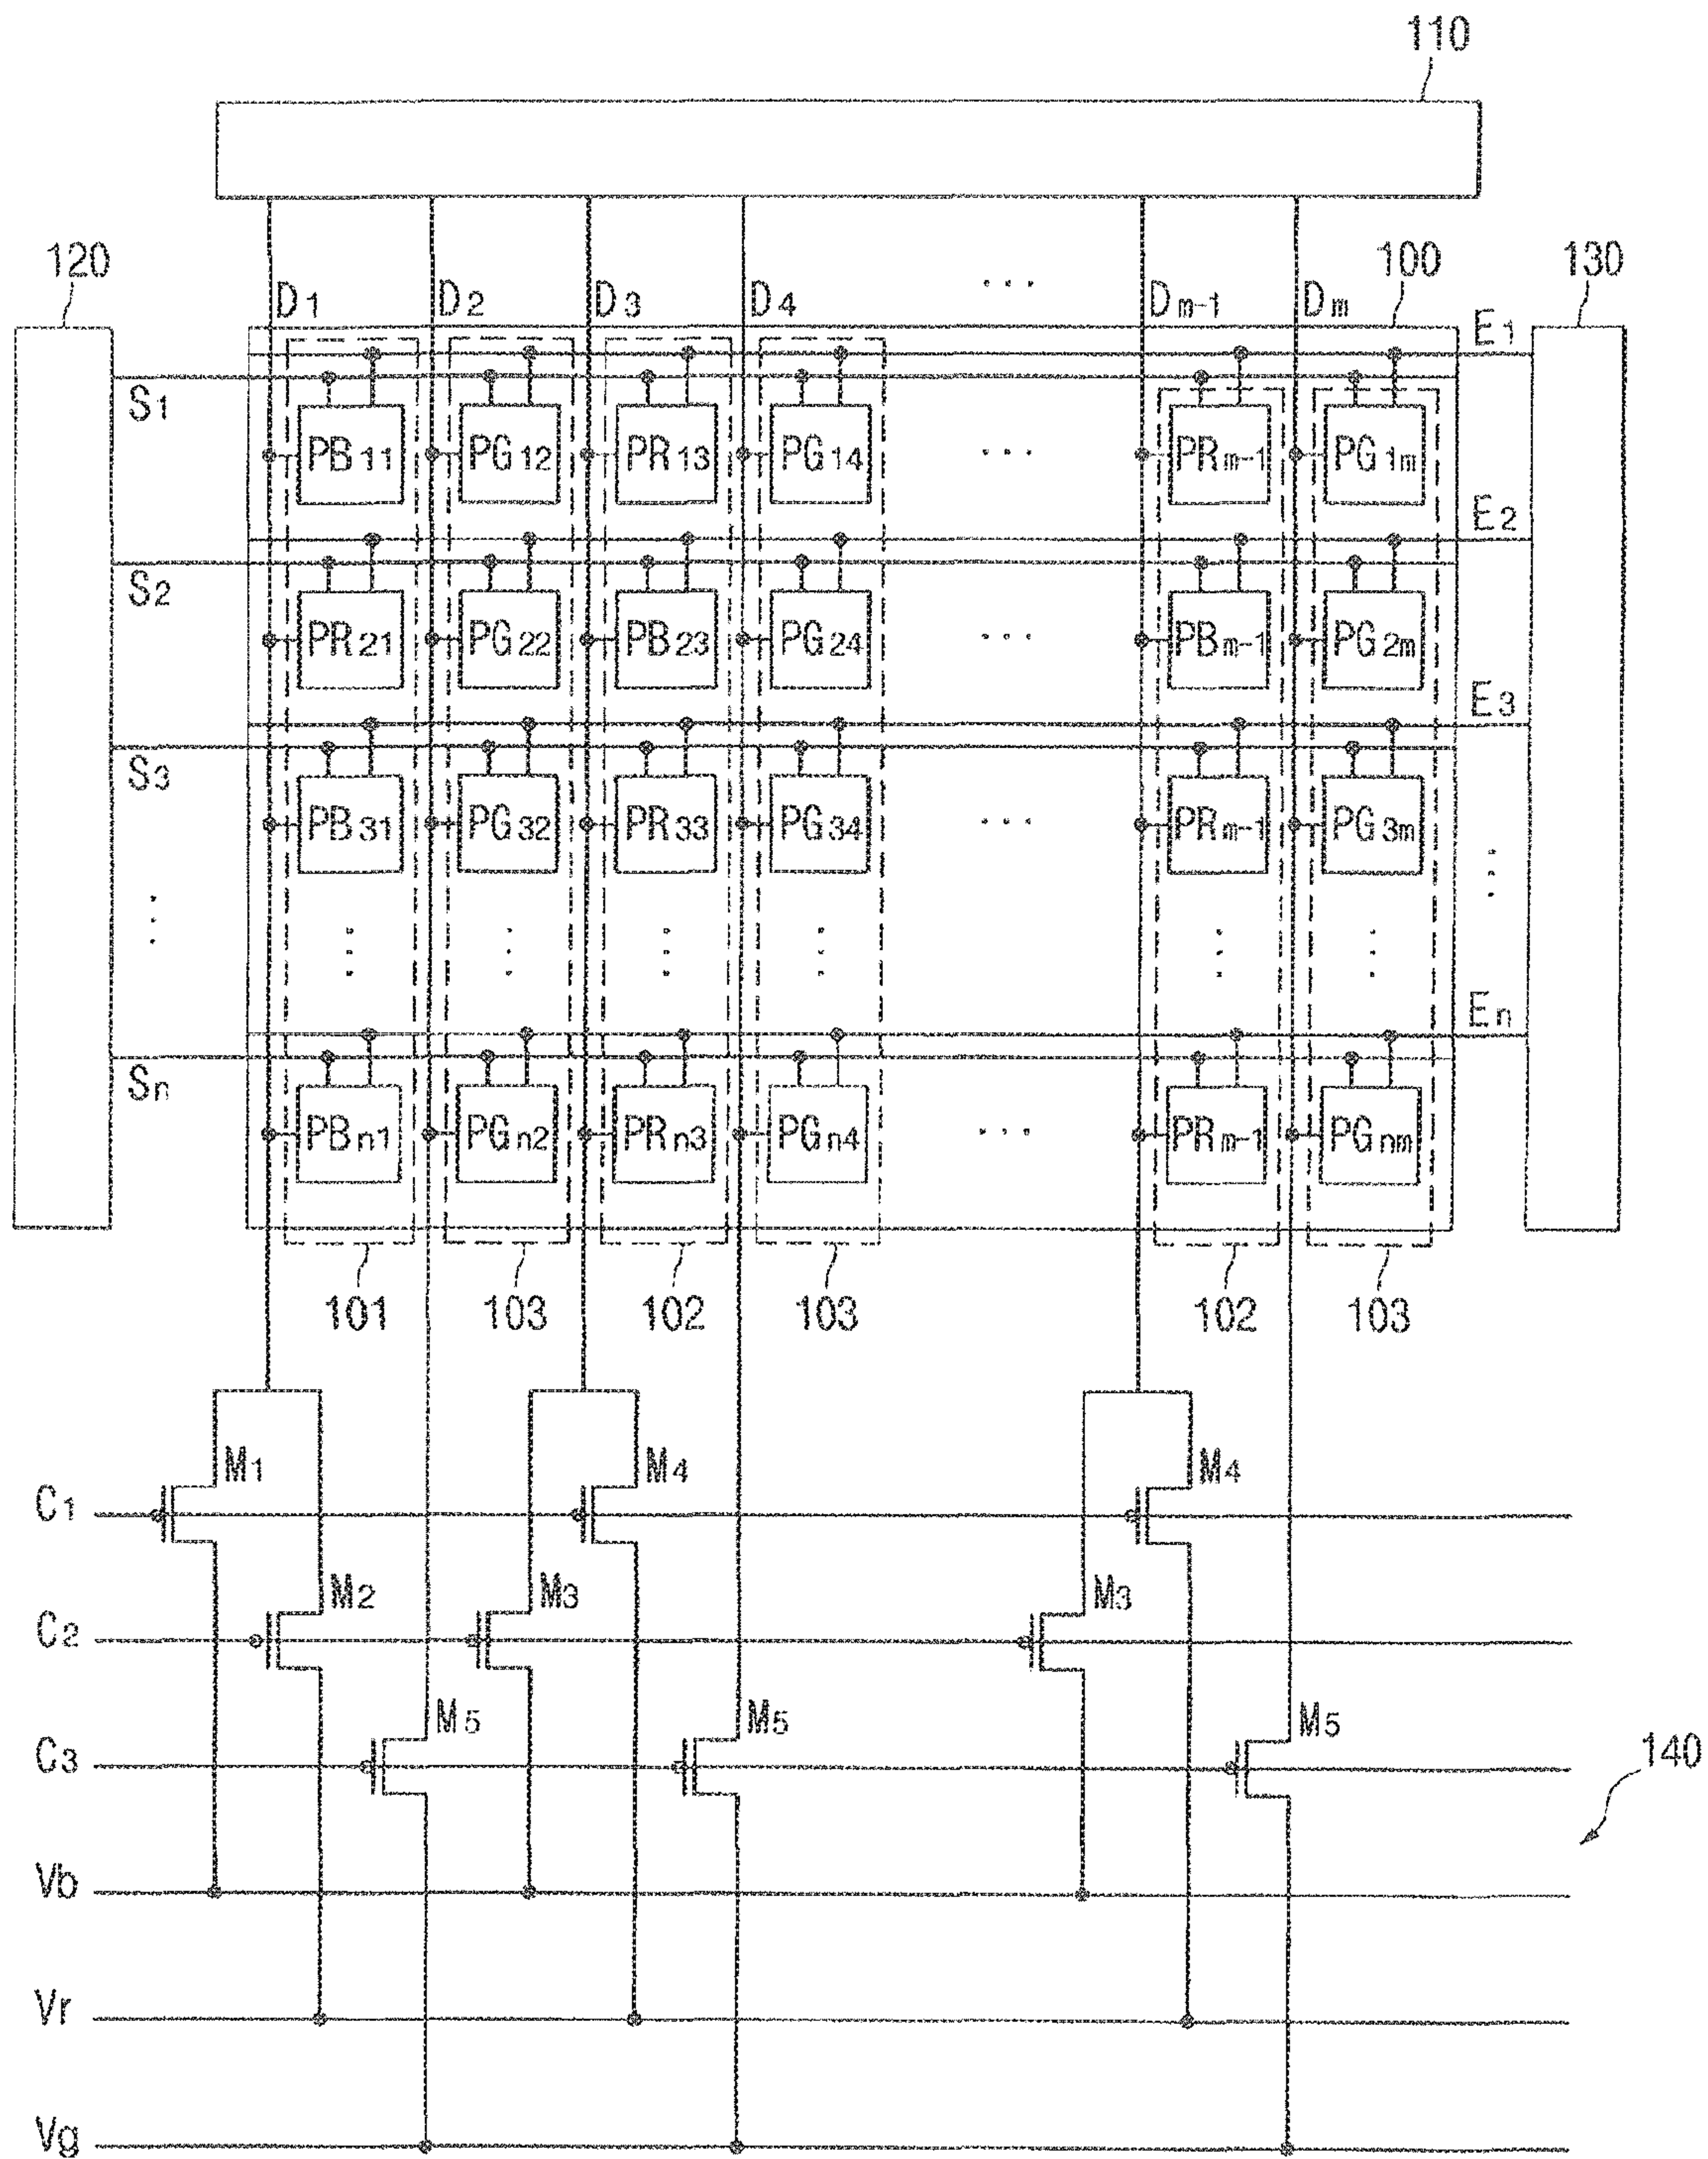 110
120
100
130
D1 D2 D3 D4 ... Dm-1 Dm
E1
S1
PB11 PG12 PR13 PG14 ... PRm-1 PG1m
E2
S2
PR21 PG22 PB23 PG24 ... PBm-1 PG2m
E3
S3
PB31 PG32 PR33 PG34 ... PRm-1 PG3m
En
Sn
PBn1 PGn2 PRn3 PGn4 ... PRm-1 PGnm
101 103 102 103 102 103
M1 M4 M4
C1
M2 M3 M3
C2
M5 M5 M5
C3
140
Vb
Vr
Vg